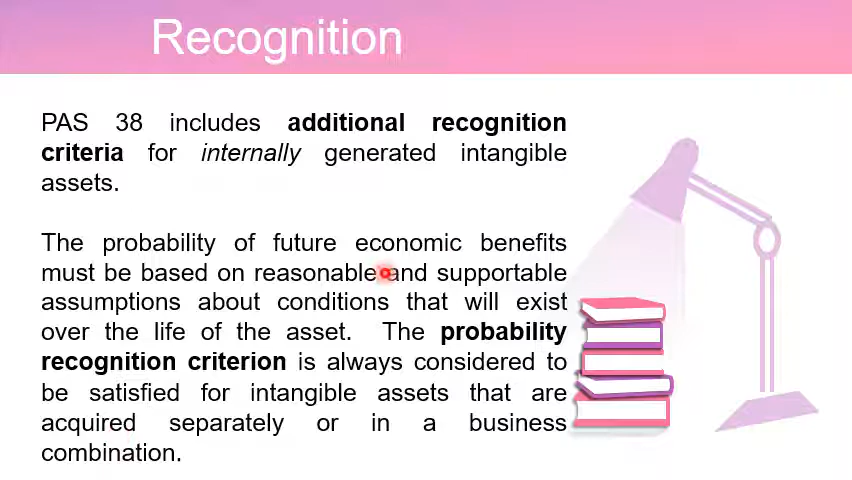 Recognition
PAS 38 includes additional recognition
criteria for internally generated intangible
assets.
The probability of future economic benefits
must be based on reasonable and supportable
assumptions about conditions that will exist
over the life of the asset. The probability
recognition criterion is always considered to
be satisfied for intangible assets that are
acquired separately or in a business
combination.